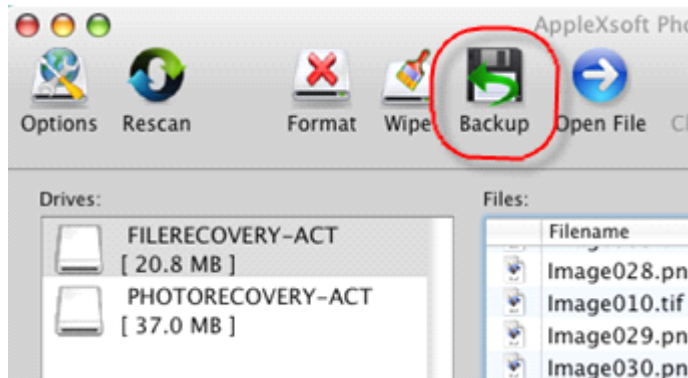 AppleXsoft Pho
Options Rescan Format Wipe Backup Open File
Drives:
FILERECOVERY-ACT
[ 20.8 MB ]
PHOTORECOVERY-ACT
[ 37.0 MB ]
Files:
Filename
Image028.pn
Image010.tif
Image029.pn
Image030.pn